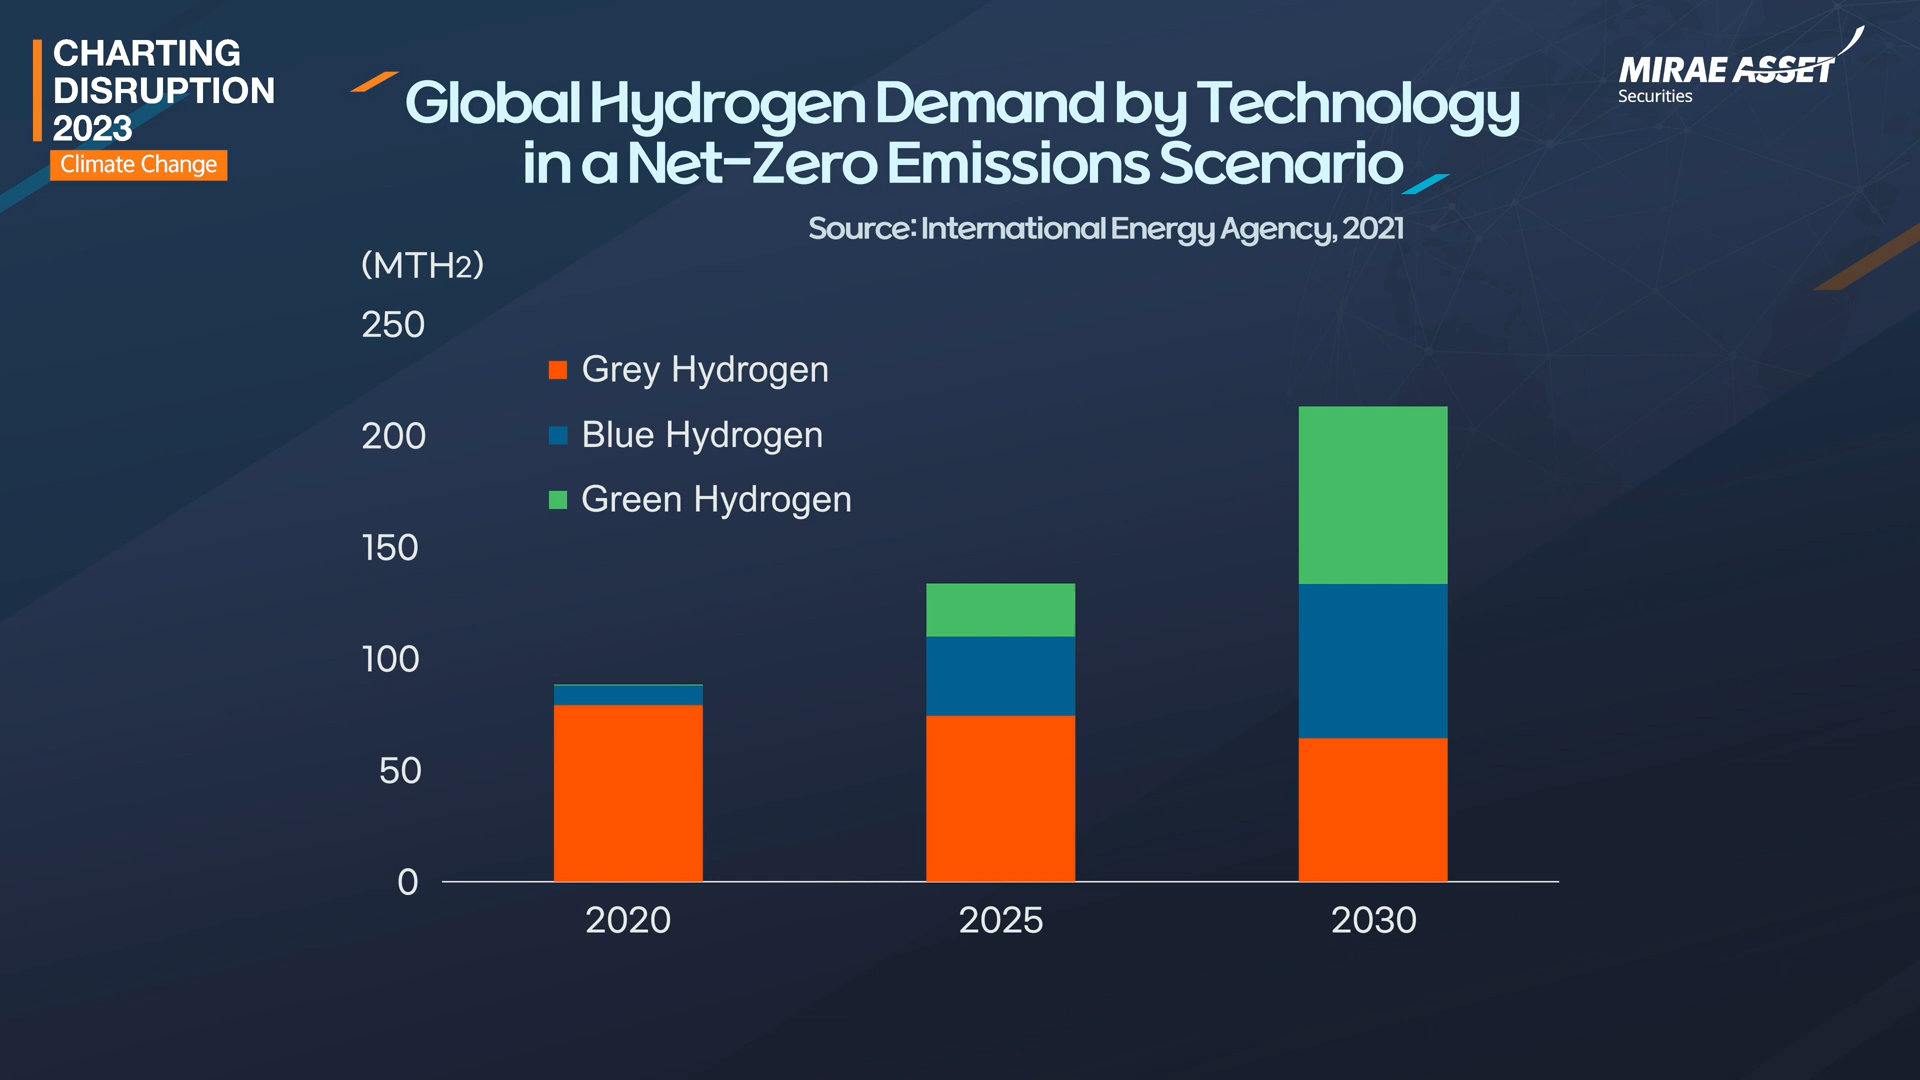 CHARTING
DISRUPTION
2023
Climate Change
Global Hydrogen Demand by Technology
in a Net-Zero Emissions Scenario
Source: International Energy Agency, 2021
MIRAE ASSET
Securities
(MTH2)
250
200
150
100
50
0
Grey Hydrogen
Blue Hydrogen
Green Hydrogen
2020
2025
2030